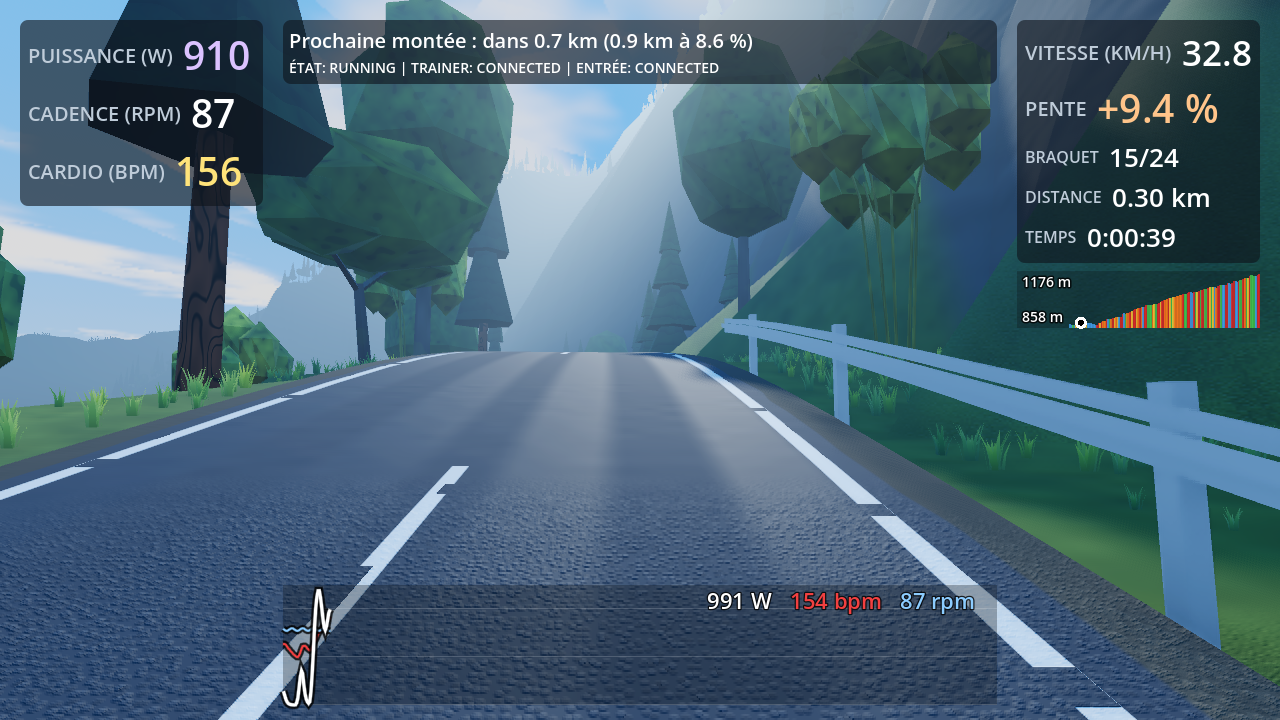 PUISSANCE (W) 910
CADENCE (RPM) 87
CARDIO (BPM) 156
Prochaine montée : dans 0.7 km (0.9 km à 8.6 %)
ÉTAT: RUNNING | TRAINER: CONNECTED | ENTRÉE: CONNECTED
VITESSE (KM/H) 32.8
PENTE +9.4 %
BRAQUET 15/24
DISTANCE 0.30 km
TEMPS 0:00:39
1176 m
858 m
991 W 154 bpm 87 rpm